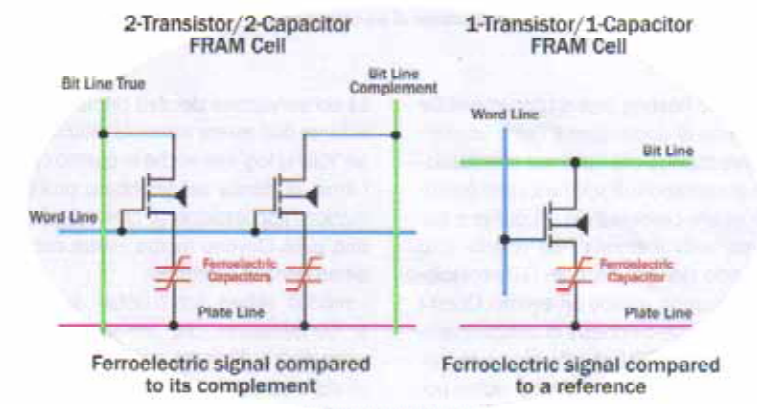 2-Transistor/2-Capacitor
FRAM Cell
Bit Line True
Bit Line
Complement
Word Line
Ferroelectric
Capacitors
Plate Line
Ferroelectric signal compared
to its complement
1-Transistor/1-Capacitor
FRAM Cell
Word Line
Bit Line
Ferroelectric
Capacitor
Plate Line
Ferroelectric signal compared
to a reference